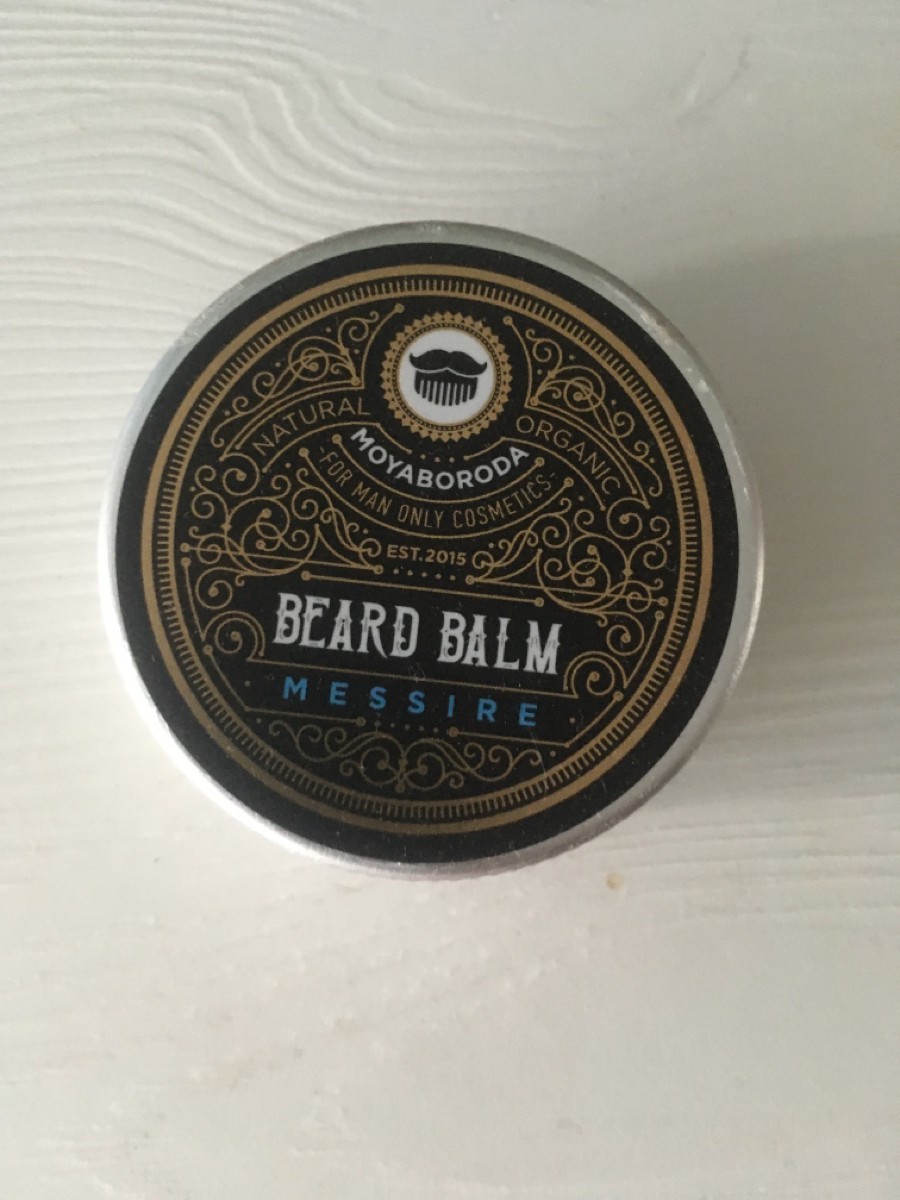 NATURAL
ORGANIC
MOYABORODA
-FOR MAN ONLY COSMETICS-
EST. 2015
BEARD BALM
MESSIRE